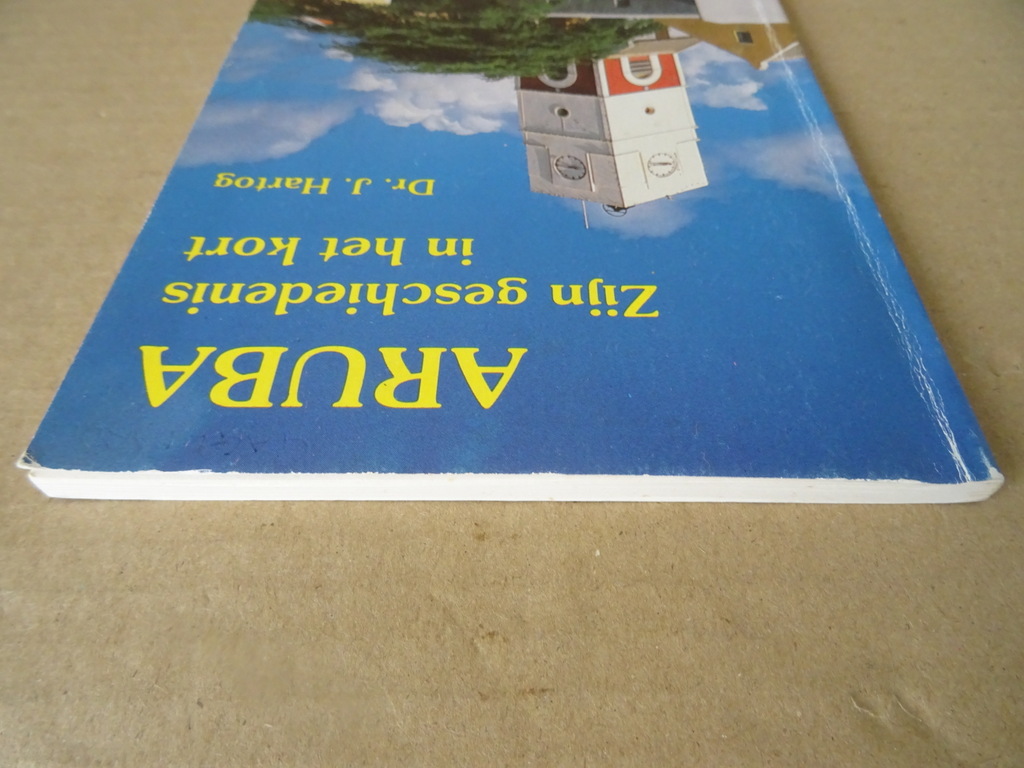 ARUBA
Zijn geschiedenis
in het kort
Dr. J. Hartog